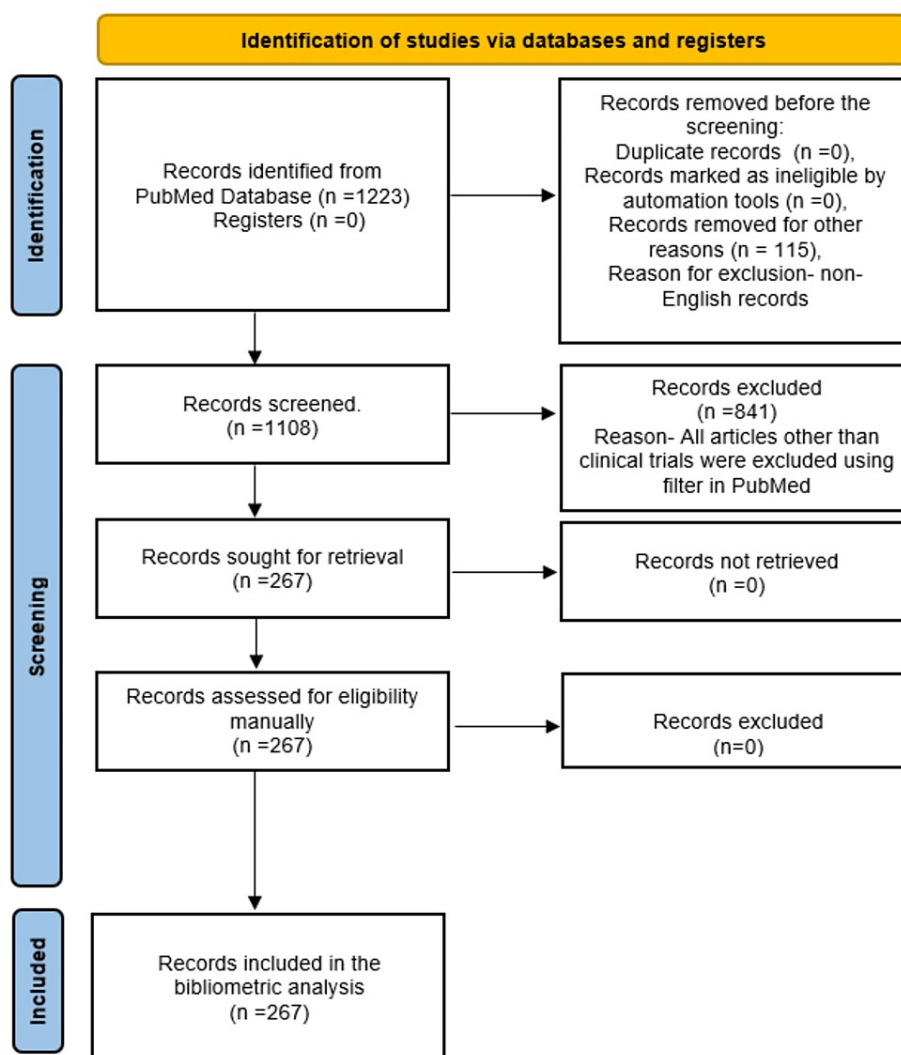 Identification of studies via databases and registers
Identification
Records identified from
PubMed Database (n =1223)
Registers (n =0)
Records removed before the
screening:
Duplicate records (n =0),
Records marked as ineligible by
automation tools (n =0),
Records removed for other
reasons (n = 115),
Reason for exclusion- non-
English records
Screening
Records screened.
(n =1108)
Records excluded
(n =841)
Reason- All articles other than
clinical trials were excluded using
filter in PubMed
Records sought for retrieval
(n =267)
Records not retrieved
(n =0)
Records assessed for eligibility
manually
(n =267)
Records excluded
(n=0)
Included
Records included in the
bibliometric analysis
(n =267)